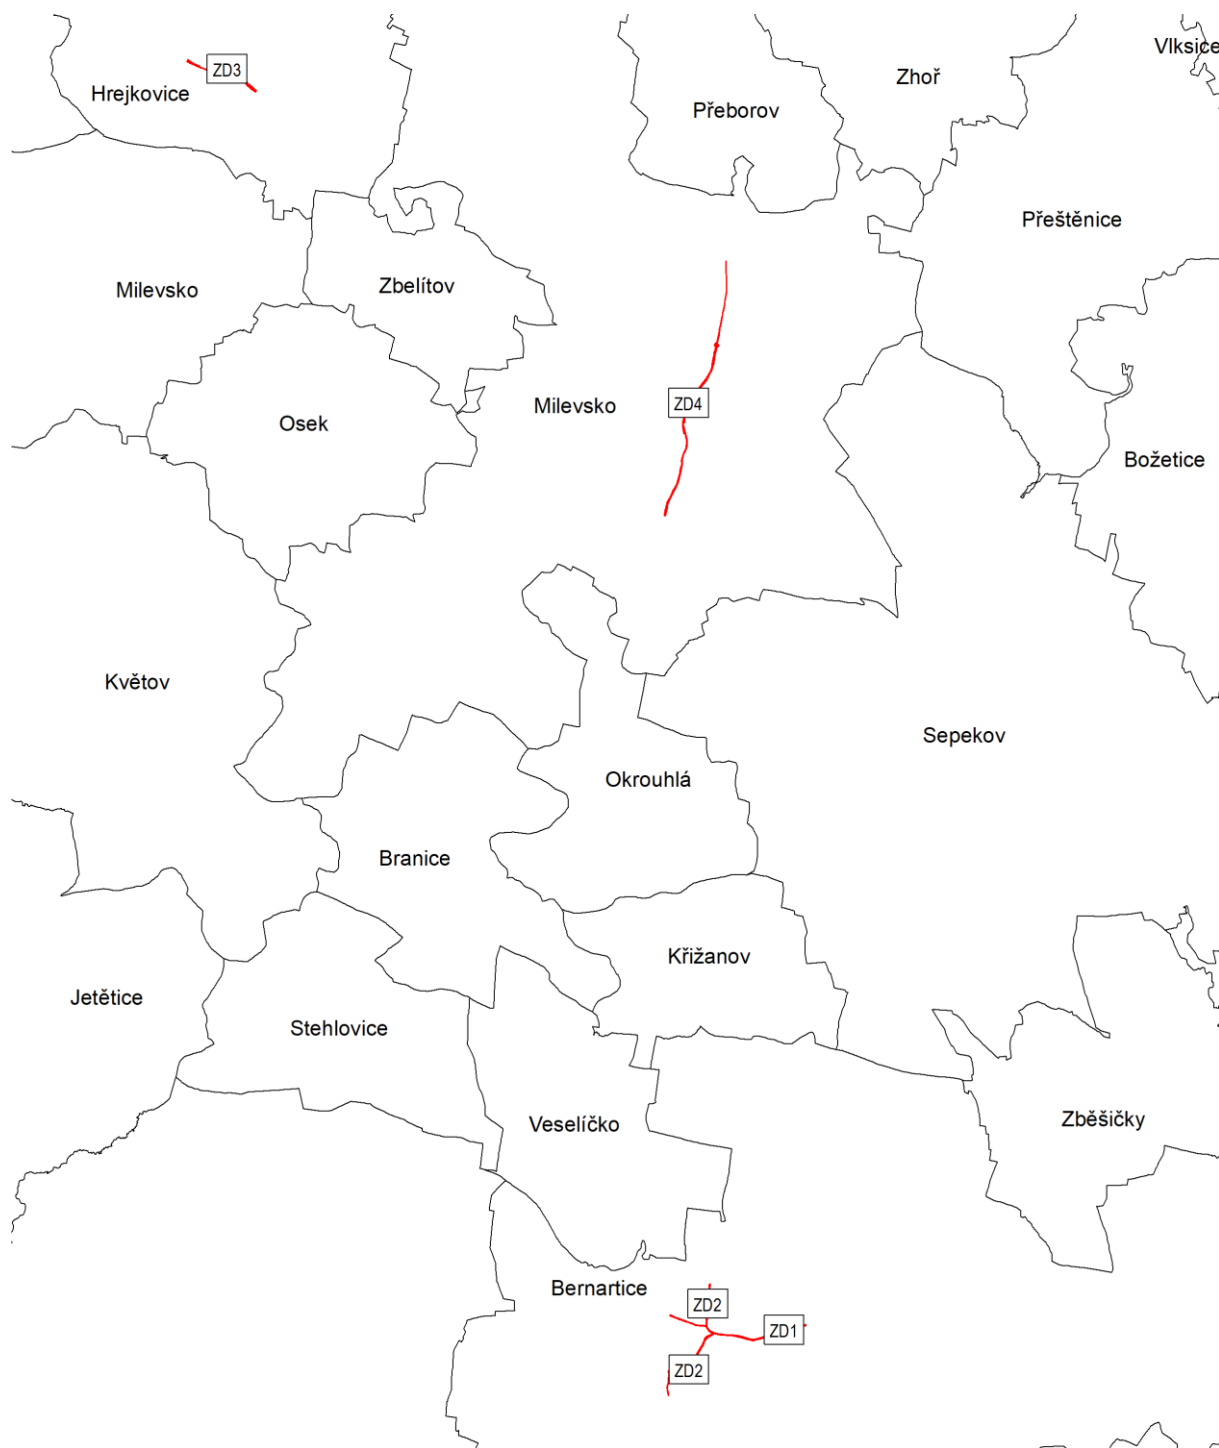 Vlksice
ZD3
Zhoř
Hrejkovice
Přeborov
Přeštěnice
Zbelítov
Milevsko
ZD4
Milevsko
Osek
Božetice
Květov
Sepekov
Okrouhlá
Branice
Křižanov
Jetětice
Stehlovice
Veselíčko
Zběšičky
Bernartice
ZD2
ZD1
ZD2